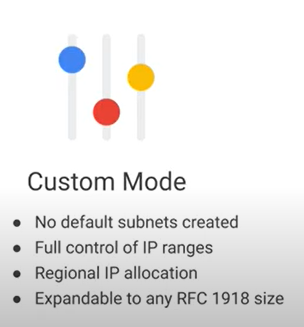 Custom Mode
• No default subnets created
• Full control of IP ranges
• Regional IP allocation
• Expandable to any RFC 1918 size